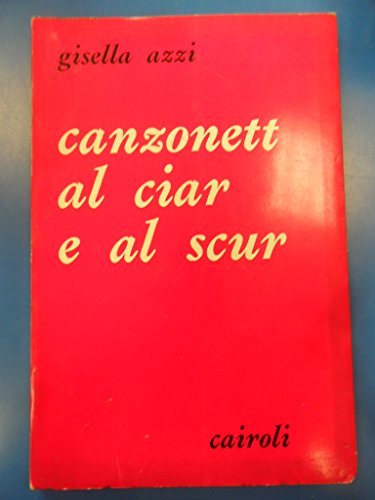 gisella azzi
canzonett
al ciar
e al scur
cairoli